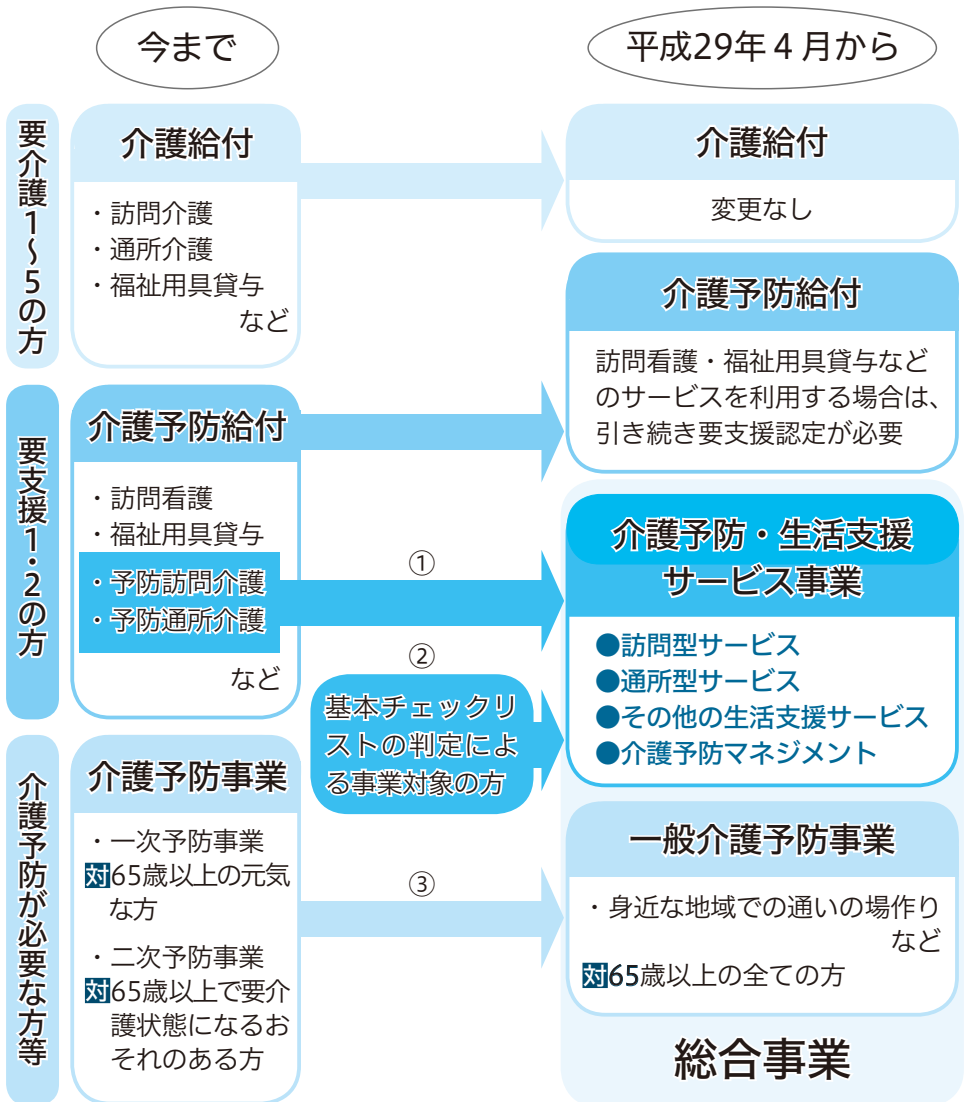 今まで
平成29年4月から
要介護1～5の方
介護給付
・訪問介護
・通所介護
・福祉用具貸与
など
介護給付
変更なし
介護予防給付
訪問看護・福祉用具貸与など
のサービスを利用する場合は、
引き続き要支援認定が必要
要支援1・2の方
介護予防給付
・訪問看護
・福祉用具貸与
・予防訪問介護
・予防通所介護
など
①
②
基本チェックリ
ストの判定によ
る事業対象の方
介護予防・生活支援
サービス事業
●訪問型サービス
●通所型サービス
●その他の生活支援サービス
●介護予防マネジメント
介護予防が必要な方等
介護予防事業
・一次予防事業
対65歳以上の元気
な方
・二次予防事業
対65歳以上で要介
護状態になるお
それのある方
③
一般介護予防事業
・身近な地域での通いの場作り
など
対65歳以上の全ての方
総合事業